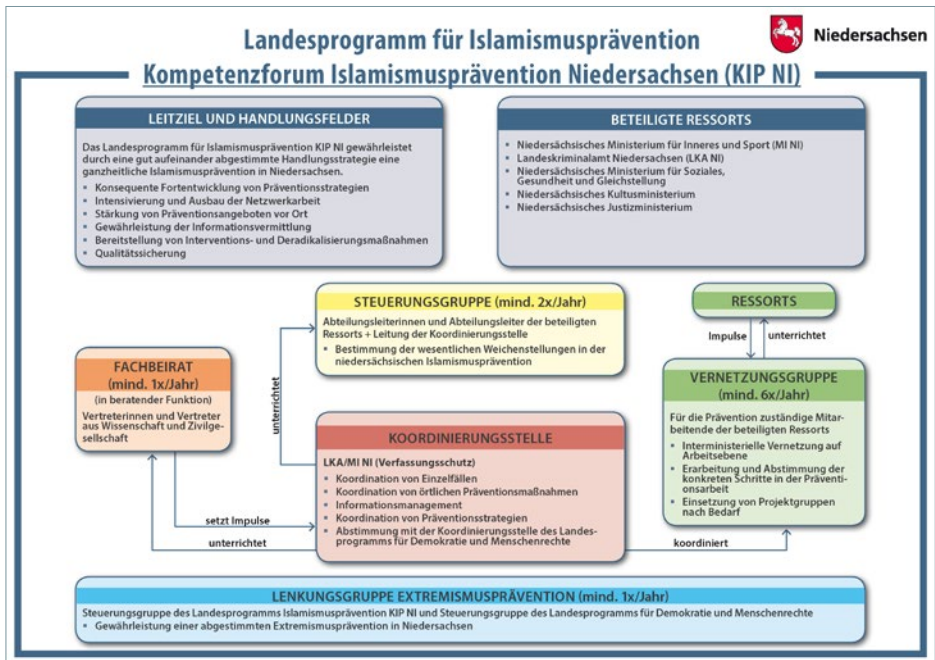 Landesprogramm für Islamismusprävention
Kompetenzforum Islamismusprävention Niedersachsen (KIP NI)
Niedersachsen
LEITZIEL UND HANDLUNGSFELDER
Das Landesprogramm für Islamismusprävention KIP NI gewährleistet
durch eine gut aufeinander abgestimmte Handlungsstrategie eine
ganzheitliche Islamismusprävention in Niedersachsen.
▪ Konsequente Fortentwicklung von Präventionsstrategien
▪ Intensivierung und Ausbau der Netzwerkarbeit
▪ Stärkung von Präventionsangeboten vor Ort
▪ Gewährleistung der Informationsvermittlung
▪ Bereitstellung von Interventions- und Deradikalisierungsmaßnahmen
▪ Qualitätssicherung
BETEILIGTE RESSORTS
▪ Niedersächsisches Ministerium für Inneres und Sport (MI NI)
▪ Landeskriminalamt Niedersachsen (LKA NI)
▪ Niedersächsisches Ministerium für Soziales,
Gesundheit und Gleichstellung
▪ Niedersächsisches Kultusministerium
▪ Niedersächsisches Justizministerium
STEUERUNGSGRUPPE (mind. 2x/Jahr)
Abteilungsleiterinnen und Abteilungsleiter der beteiligten
Ressorts + Leitung der Koordinierungsstelle
▪ Bestimmung der wesentlichen Weichenstellungen in der
niedersächsischen Islamismusprävention
RESSORTS
Impulse
unterrichtet
FACHBEIRAT
(mind. 1x/Jahr)
(in beratender Funktion)
Vertreterinnen und Vertreter
aus Wissenschaft und Zivilge-
sellschaft
unterrichtet
VERNETZUNGSGRUPPE
(mind. 6x/Jahr)
Für die Prävention zuständige Mitar-
beitende der beteiligten Ressorts
▪ Interministerielle Vernetzung auf
Arbeitsebene
▪ Erarbeitung und Abstimmung der
konkreten Schritte in der Präventi-
onsarbeit
▪ Einsetzung von Projektgruppen
nach Bedarf
KOORDINIERUNGSSTELLE
LKA/MI NI (Verfassungsschutz)
▪ Koordination von Einzelfällen
▪ Koordination von örtlichen Präventionsmaßnahmen
▪ Informationsmanagement
▪ Koordination von Präventionsstrategien
▪ Abstimmung mit der Koordinierungsstelle des Landes-
programms für Demokratie und Menschenrechte
setzt Impulse
unterrichtet
koordiniert
LENKUNGSGRUPPE EXTREMISMUSPRÄVENTION (mind. 1x/Jahr)
Steuerungsgruppe des Landesprogramms Islamismusprävention KIP NI und Steuerungsgruppe des Landesprogramms für Demokratie und Menschenrechte
▪ Gewährleistung einer abgestimmten Extremismusprävention in Niedersachsen